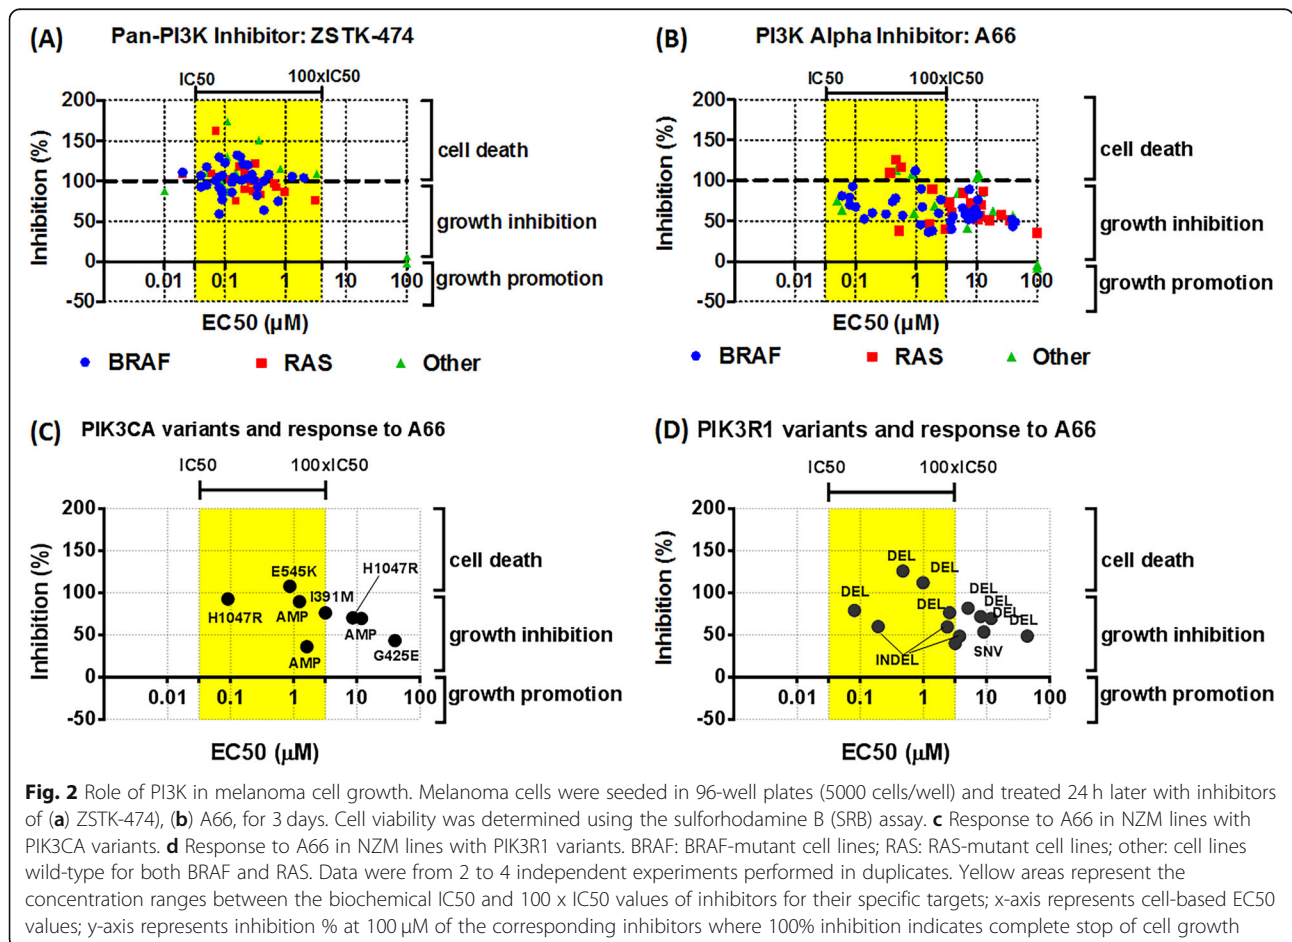 (A) Pan-PI3K Inhibitor: ZSTK-474
IC50 100xIC50
200
150
100
50
0
-50
Inhibition (%)
0.01 0.1 1 10 100
EC50 (µM)
cell death
growth inhibition
growth promotion
BRAF RAS Other
(B) PI3K Alpha Inhibitor: A66
IC50 100xIC50
200
150
100
50
0
-50
Inhibition (%)
0.01 0.1 1 10 100
EC50 (µM)
cell death
growth inhibition
growth promotion
BRAF RAS Other
(C) PIK3CA variants and response to A66
IC50 100xIC50
200
150
100
50
0
-50
Inhibition (%)
E545K
H1047R
I391M
H1047R
AMP
AMP
AMP
G425E
0.01 0.1 1 10 100
EC50 (µM)
cell death
growth inhibition
growth promotion
(D) PIK3R1 variants and response to A66
IC50 100xIC50
200
150
100
50
0
-50
Inhibition (%)
DEL
DEL
DEL
DEL
DEL
DEL
DEL
DEL
INDEL
SNV
0.01 0.1 1 10 100
EC50 (µM)
cell death
growth inhibition
growth promotion
Fig. 2 Role of PI3K in melanoma cell growth. Melanoma cells were seeded in 96-well plates (5000 cells/well) and treated 24 h later with inhibitors
of (a) ZSTK-474), (b) A66, for 3 days. Cell viability was determined using the sulforhodamine B (SRB) assay. c Response to A66 in NZM lines with
PIK3CA variants. d Response to A66 in NZM lines with PIK3R1 variants. BRAF: BRAF-mutant cell lines; RAS: RAS-mutant cell lines; other: cell lines
wild-type for both BRAF and RAS. Data were from 2 to 4 independent experiments performed in duplicates. Yellow areas represent the
concentration ranges between the biochemical IC50 and 100 x IC50 values of inhibitors for their specific targets; x-axis represents cell-based EC50
values; y-axis represents inhibition % at 100 µM of the corresponding inhibitors where 100% inhibition indicates complete stop of cell growth